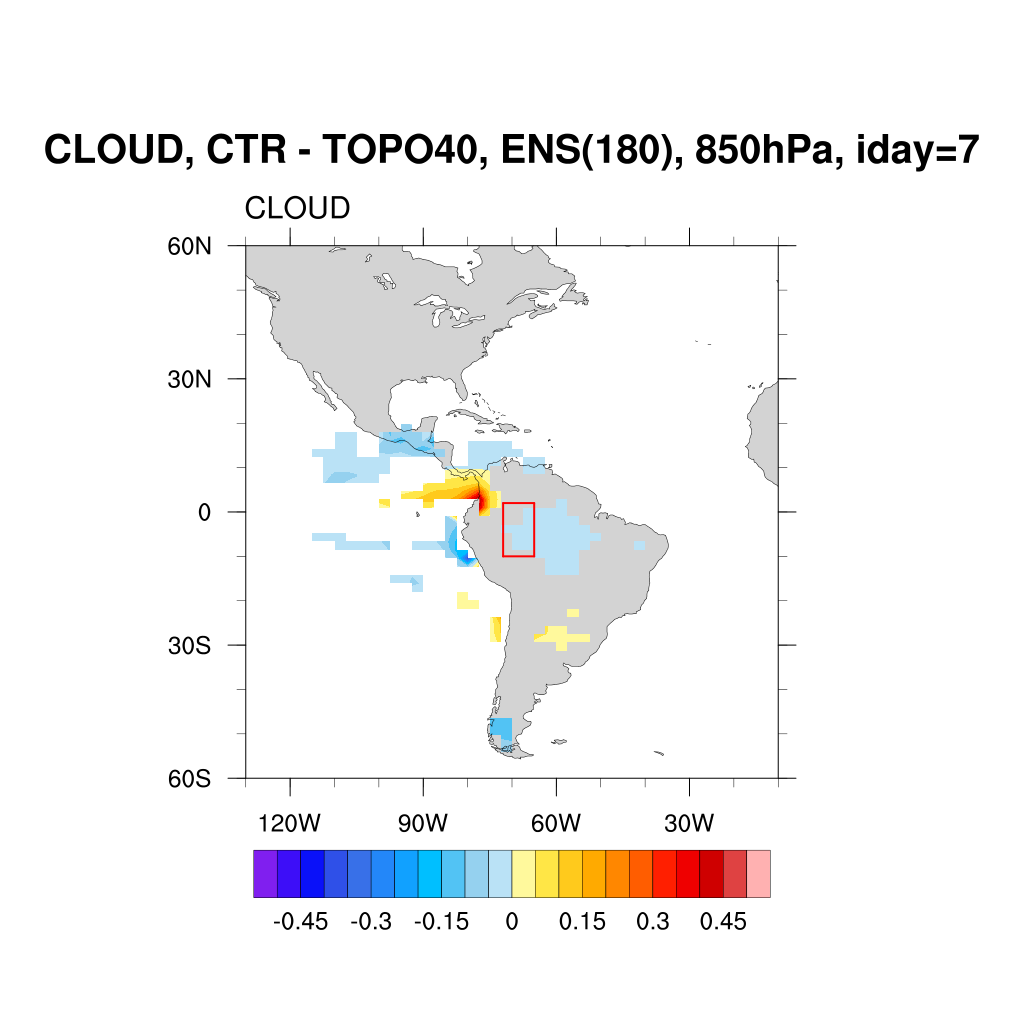 CLOUD, CTR - TOPO40, ENS(180), 850hPa, iday=7
CLOUD
60N
30N
0
30S
60S
120W 90W 60W 30W
-0.45 -0.3 -0.15 0 0.15 0.3 0.45